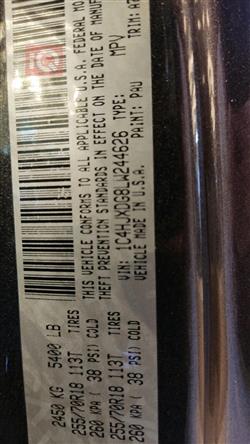 2450 KG 5400 LB
TIRES
255/70R18 113T
260 KPA ( 38 PSI) COLD
TIRES
255/70R18 113T
260 KPA ( 38 PSI) COLD
THIS VEHICLE CONFORMS TO ALL APPLICABLE U.S.A. FEDERAL MO
THEFT PREVENTION STANDARDS IN EFFECT ON THE DATE OF MANUF
VIN: 1C4HJXDG8LW244626 TYPE: MPV
VEHICLE MADE IN U.S.A. PAINT: PAU TRIM: A7